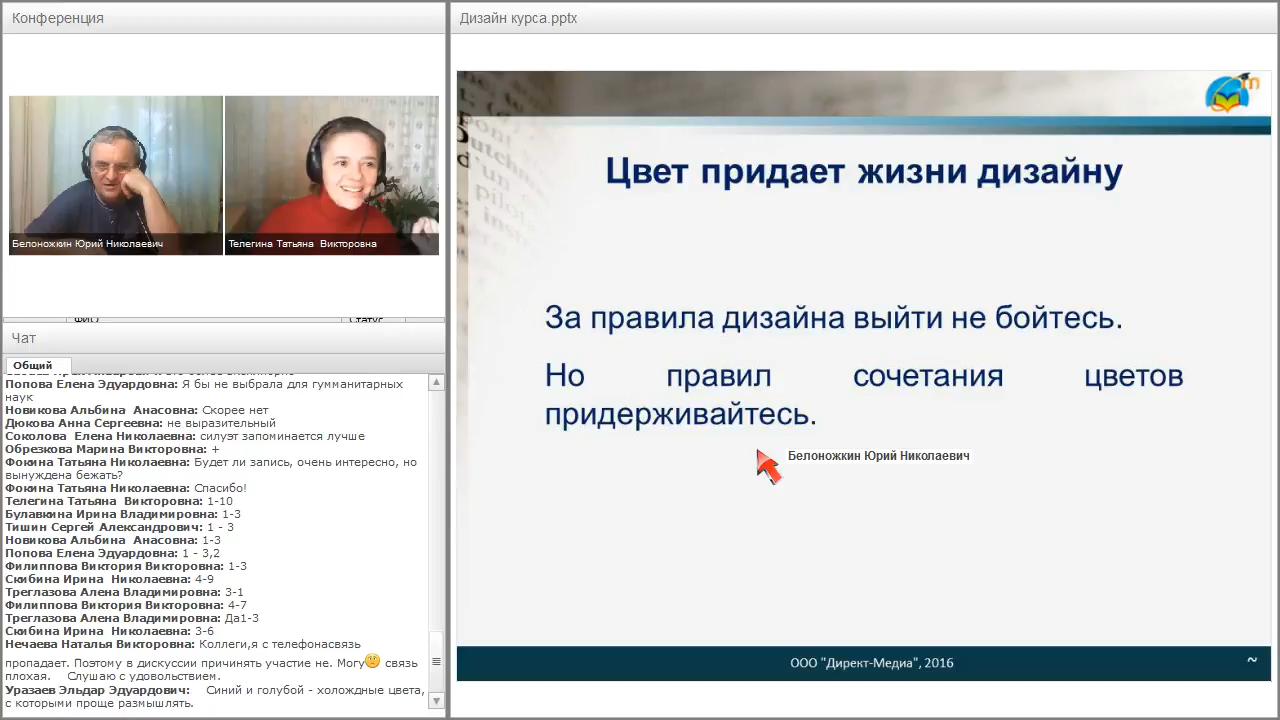 Конференция
Белоножкин Юрий Николаевич
Телегина Татьяна Викторовна
ФИО
Статус
Чат
Общий
Попова Елена Эдуардовна: Я бы не выбрала для гумманитарных
наук
Новикова Альбина Анасовна: Скорее нет
Дюкова Анна Сергеевна: не выразительный
Соколова Елена Николаевна: силуэт запоминается лучше
Обрезкова Марина Викторовна: +
Фокина Татьяна Николаевна: Будет ли запись, очень интересно, но
вынуждена бежать?
Фокина Татьяна Николаевна: Спасибо!
Телегина Татьяна Викторовна: 1-10
Булавкина Ирина Владимировна: 1-3
Тишин Сергей Александрович: 1 - 3
Новикова Альбина Анасовна: 1-3
Попова Елена Эдуардовна: 1 - 3,2
Филиппова Виктория Викторовна: 1-3
Скибина Ирина Николаевна: 4-9
Треглазова Алена Владимировна: 3-1
Филиппова Виктория Викторовна: 4-7
Треглазова Алена Владимировна: Да1-3
Скибина Ирина Николаевна: 3-6
Нечаева Наталья Викторовна: Коллеги,я с телефонасвязь
пропадает. Поэтому в дискутсии причинять участие не. Могу связь
плохая. Слушаю с удовольствием.
Уразаев Эльдар Эдуардович: Синий и голубой - холождные цвета,
с которыми проще размышлять.
Дизайн курса.pptx
Цвет придает жизни дизайну
За правила дизайна выйти не бойтесь.
Но правил сочетания цветов
придерживайтесь.
Белоножкин Юрий Николаевич
ООО "Директ-Медиа", 2016
~